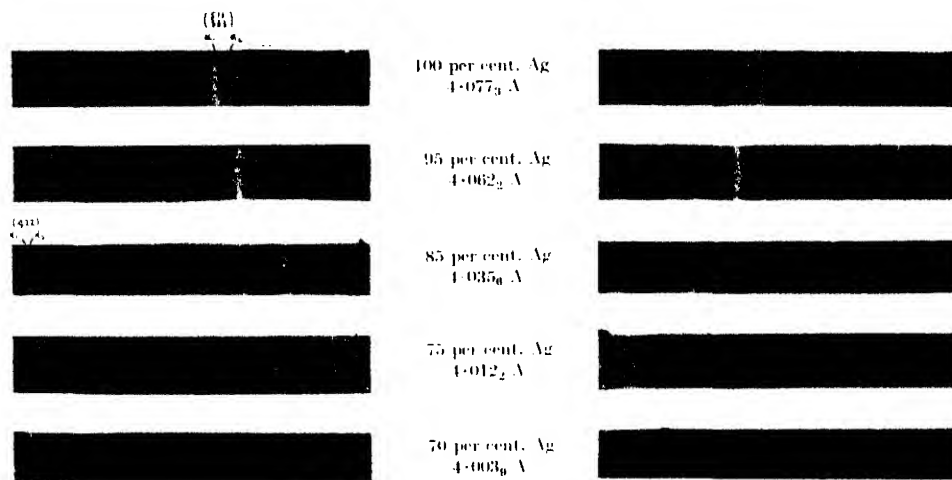 100 per cent. Ag
4·077₃ A
95 per cent. Ag
4·062₂ A
85 per cent. Ag
4·035₆ A
75 per cent. Ag
4·012₂ A
70 per cent. Ag
4·003₉ A